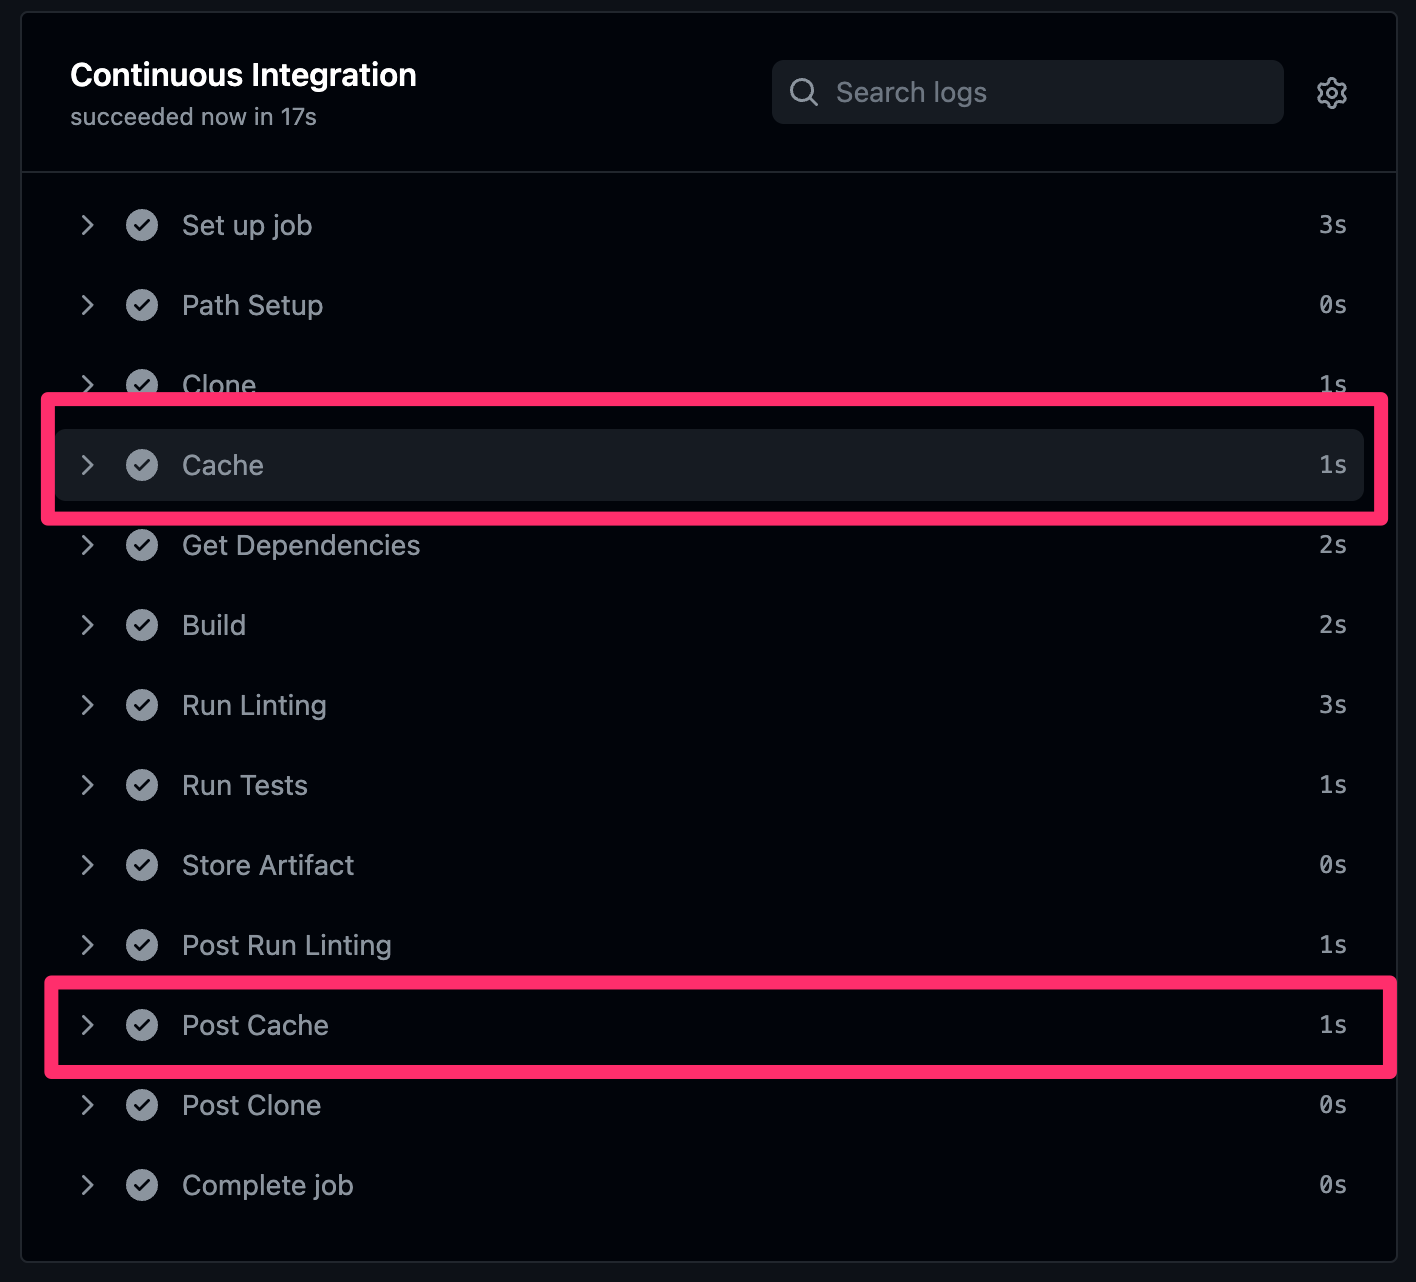 Continuous Integration
succeeded now in 17s
Search logs
Set up job 3s
Path Setup 0s
Clone 1s
Cache 1s
Get Dependencies 2s
Build 2s
Run Linting 3s
Run Tests 1s
Store Artifact 0s
Post Run Linting 1s
Post Cache 1s
Post Clone 0s
Complete job 0s